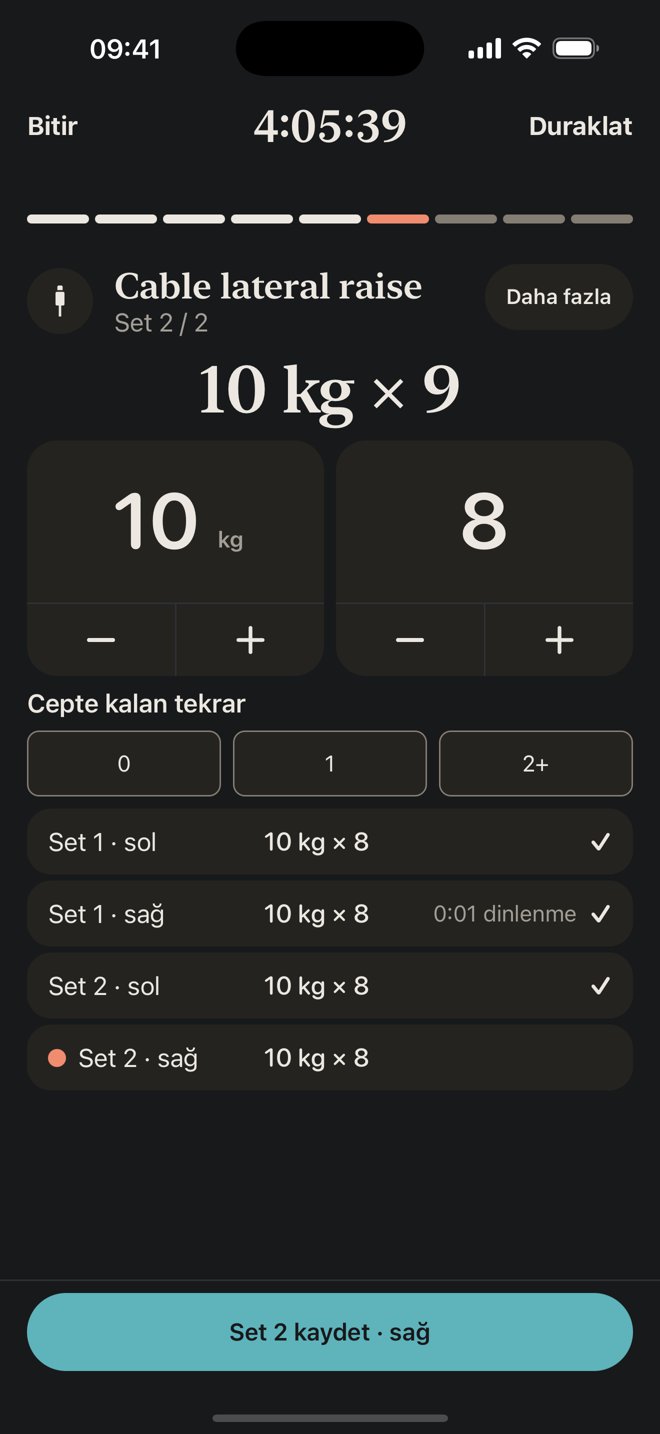 09:41
Bitir
4:05:39
Duraklat
Cable lateral raise
Set 2 / 2
Daha fazla
10 kg × 9
10 kg
8
− + − +
Cepte kalan tekrar
0
1
2+
Set 1 · sol 10 kg × 8 ✓
Set 1 · sağ 10 kg × 8 0:01 dinlenme ✓
Set 2 · sol 10 kg × 8 ✓
Set 2 · sağ 10 kg × 8
Set 2 kaydet · sağ